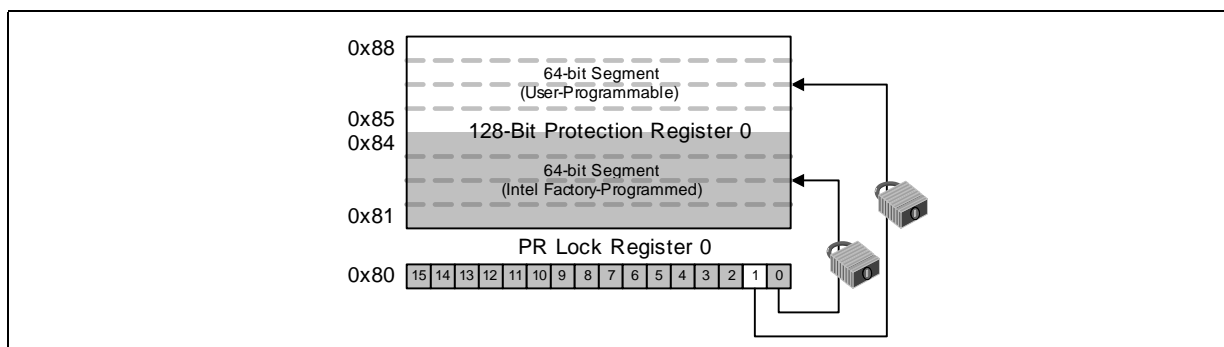 0x88
64-bit Segment
(User-Programmable)
0x85
128-Bit Protection Register 0
0x84
64-bit Segment
(Intel Factory-Programmed)
0x81
PR Lock Register 0
0x80 15 14 13 12 11 10 9 8 7 6 5 4 3 2 1 0